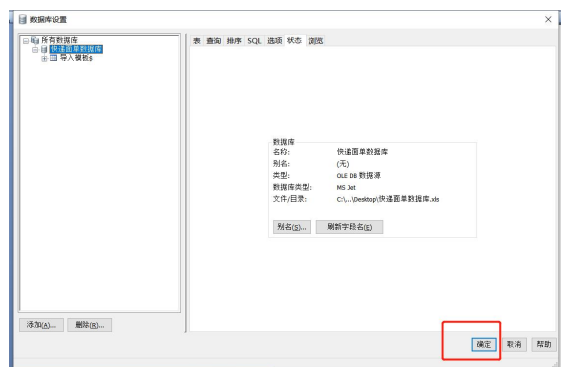 数据库设置
所有数据库
快递面单数据库
导入模板$
表 查询 排序 SQL 选项 状态 浏览
数据库
名称: 快递面单数据库
别名: (无)
类型: OLE DB 数据源
数据库类型: MS Jet
文件/目录: C:\...\Desktop\快递面单数据库.xls
别名(S)... 刷新字段名(E)
添加(A)... 删除(R)...
确定 取消 帮助